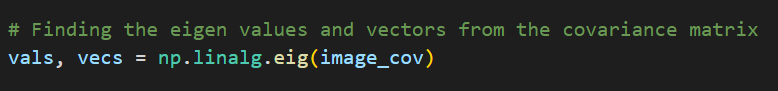 # Finding the eigen values and vectors from the covariance matrix
vals, vecs = np.linalg.eig(image_cov)